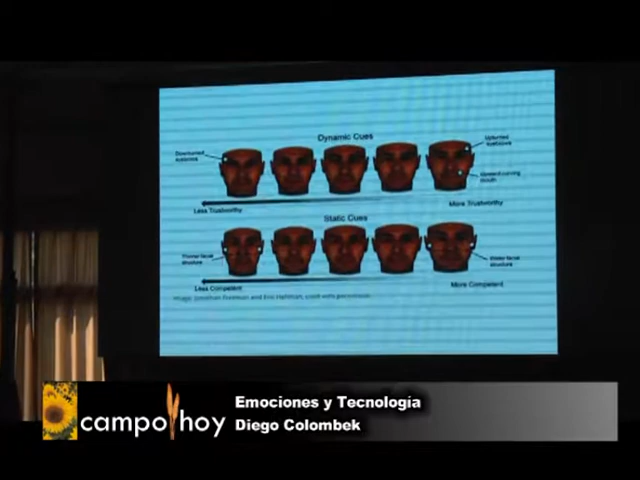 Dynamic Cues
Downturned
eyebrows
Upturned
eyebrows
Upward-curving
mouth
Less Trustworthy
More Trustworthy
Static Cues
Thinner facial
structure
Wider facial
structure
Less Competent
More Competent
Image: Jonathan Freeman and Eric Hehman, used with permission
campo hoy
Emociones y Tecnología
Diego Colombek